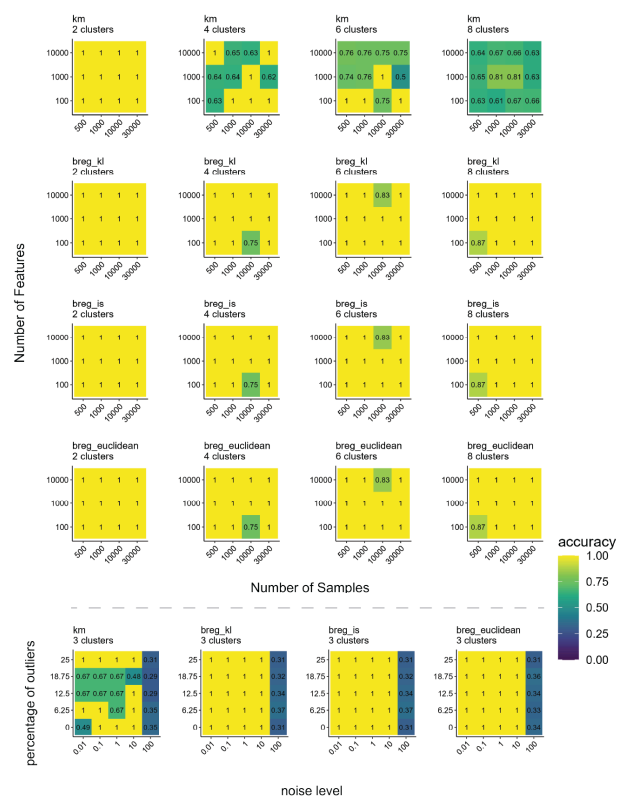 km
2 clusters
km
4 clusters
km
6 clusters
km
8 clusters
10000
1 1 1 1
1 0.65 0.63 1
0.76 0.76 0.75 0.75
0.64 0.67 0.66 0.63
1000
1 1 1 1
0.64 0.64 1 0.62
0.74 0.76 1 0.5
0.65 0.81 0.81 0.63
100
1 1 1 1
0.63 1 1 1
1 1 0.75 1
0.63 0.61 0.67 0.66
500 1000 10000 30000
500 1000 10000 30000
500 1000 10000 30000
500 1000 10000 30000
breg_kl
2 clusters
breg_kl
4 clusters
breg_kl
6 clusters
breg_kl
8 clusters
10000
1 1 1 1
1 1 1 1
1 1 0.83 1
1 1 1 1
1000
1 1 1 1
1 1 1 1
1 1 1 1
1 1 1 1
100
1 1 1 1
1 1 0.75 1
1 1 1 1
0.87 1 1 1
500 1000 10000 30000
500 1000 10000 30000
500 1000 10000 30000
500 1000 10000 30000
Number of Features
breg_is
2 clusters
breg_is
4 clusters
breg_is
6 clusters
breg_is
8 clusters
10000
1 1 1 1
1 1 1 1
1 1 0.83 1
1 1 1 1
1000
1 1 1 1
1 1 1 1
1 1 1 1
1 1 1 1
100
1 1 1 1
1 1 0.75 1
1 1 1 1
0.87 1 1 1
500 1000 10000 30000
500 1000 10000 30000
500 1000 10000 30000
500 1000 10000 30000
breg_euclidean
2 clusters
breg_euclidean
4 clusters
breg_euclidean
6 clusters
breg_euclidean
8 clusters
10000
1 1 1 1
1 1 1 1
1 1 0.83 1
1 1 1 1
1000
1 1 1 1
1 1 1 1
1 1 1 1
1 1 1 1
100
1 1 1 1
1 1 0.75 1
1 1 1 1
0.87 1 1 1
500 1000 10000 30000
500 1000 10000 30000
500 1000 10000 30000
500 1000 10000 30000
Number of Samples
accuracy
1.00
0.75
0.50
0.25
0.00
km
3 clusters
breg_kl
3 clusters
breg_is
3 clusters
breg_euclidean
3 clusters
percentage of outliers
25
1 1 1 1 0.31
25
1 1 1 1 0.31
25
1 1 1 1 0.31
25
1 1 1 1 0.31
18.75
0.67 0.67 0.67 0.48 0.29
18.75
1 1 1 1 0.32
18.75
1 1 1 1 0.32
18.75
1 1 1 1 0.36
12.5
0.67 0.67 0.67 1 0.29
12.5
1 1 1 1 0.34
12.5
1 1 1 1 0.34
12.5
1 1 1 1 0.34
6.25
1 1 0.67 1 0.35
6.25
1 1 1 1 0.37
6.25
1 1 1 1 0.37
6.25
1 1 1 1 0.33
0
0.49 1 1 1 0.35
0
1 1 1 1 0.31
0
1 1 1 1 0.31
0
1 1 1 1 0.34
0.01 0.1 1 10 100
0.01 0.1 1 10 100
0.01 0.1 1 10 100
0.01 0.1 1 10 100
noise level